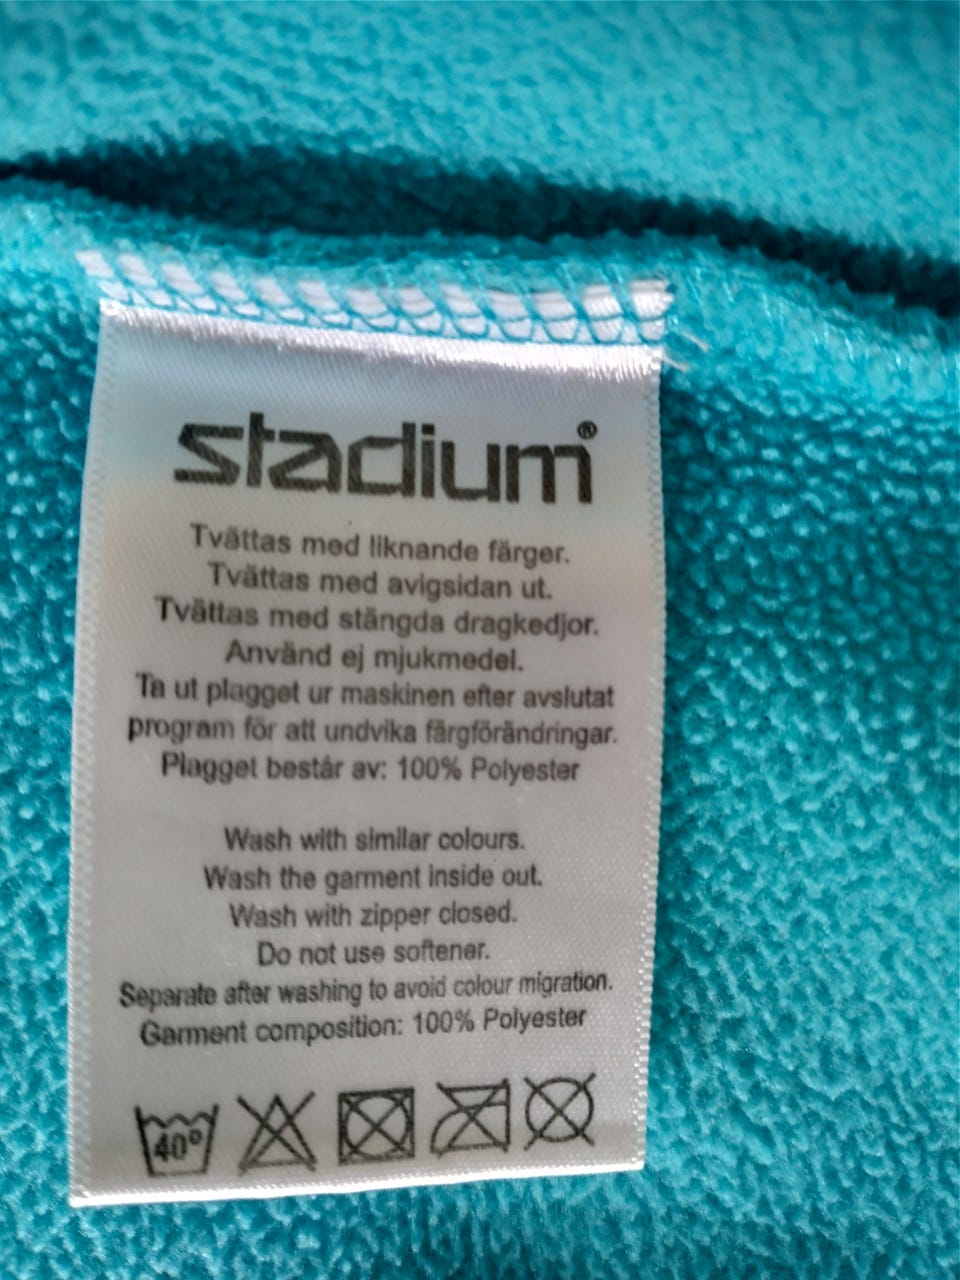 stadium®
Tvättas med liknande färger.
Tvättas med avigsidan ut.
Tvättas med stängda dragkedjor.
Använd ej mjukmedel.
Ta ut plagget ur maskinen efter avslutat
program för att undvika färgförändringar.
Plagget består av: 100% Polyester
Wash with similar colours.
Wash the garment inside out.
Wash with zipper closed.
Do not use softener.
Separate after washing to avoid colour migration.
Garment composition: 100% Polyester
40°